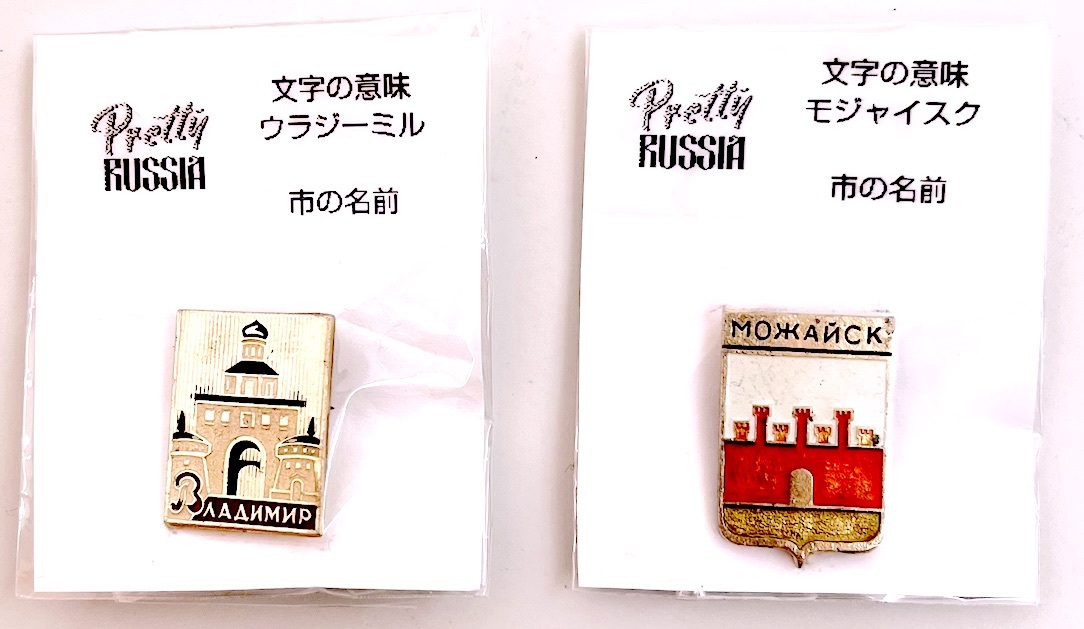 Pretty
RUSSIA
文字の意味
ウラジーミル
市の名前
ВЛАДИМИР
Pretty
RUSSIA
文字の意味
モジャイスク
市の名前
МОЖАЙСК